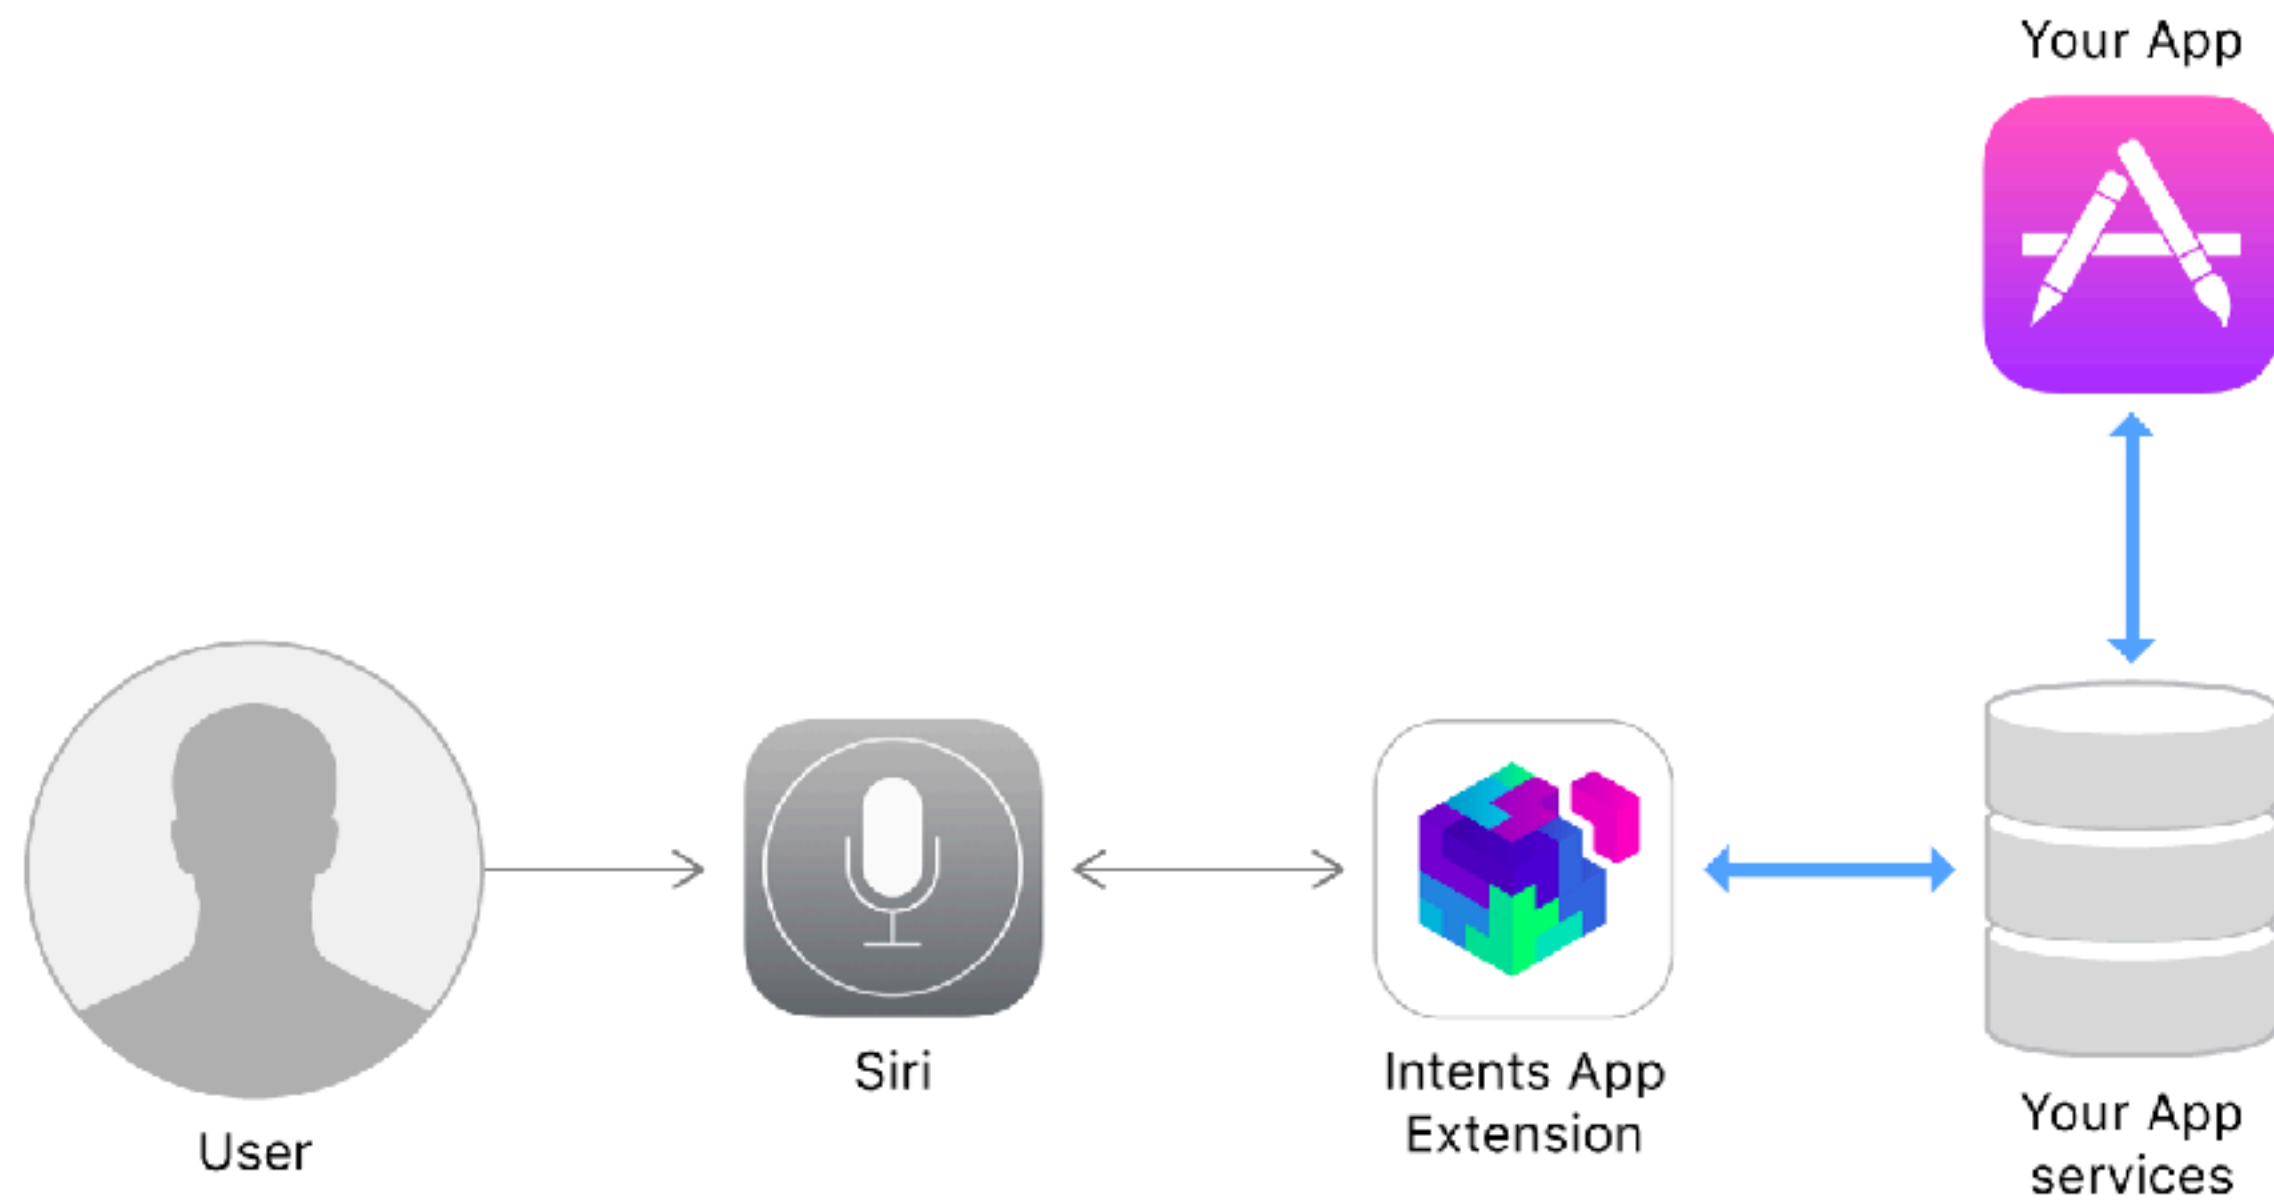 Your App
Siri
Intents App
Extension
User
Your App
services